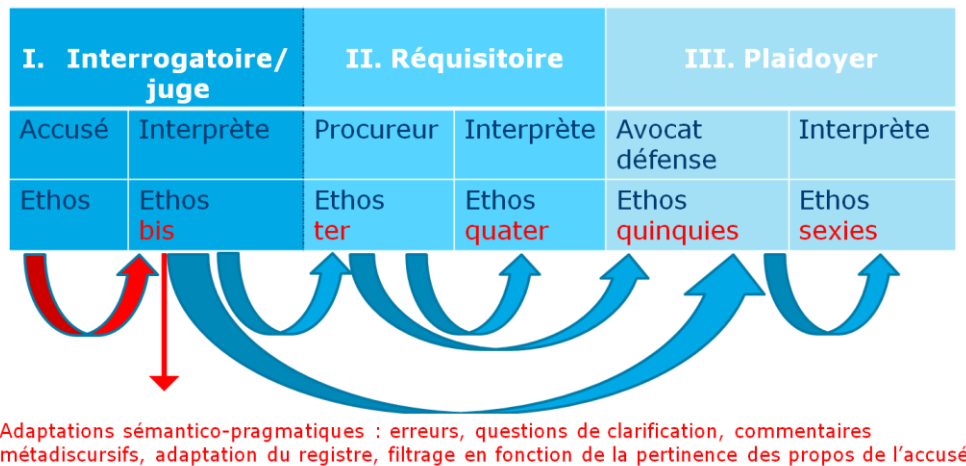 I. Interrogatoire/ juge
II. Réquisitoire
III. Plaidoyer
Accusé
Interprète
Procureur
Interprète
Avocat défense
Interprète
Ethos
Ethos bis
Ethos ter
Ethos quater
Ethos quinquies
Ethos sexies
Adaptations sémantico-pragmatiques : erreurs, questions de clarification, commentaires
métadiscursifs, adaptation du registre, filtrage en fonction de la pertinence des propos de l'accusé